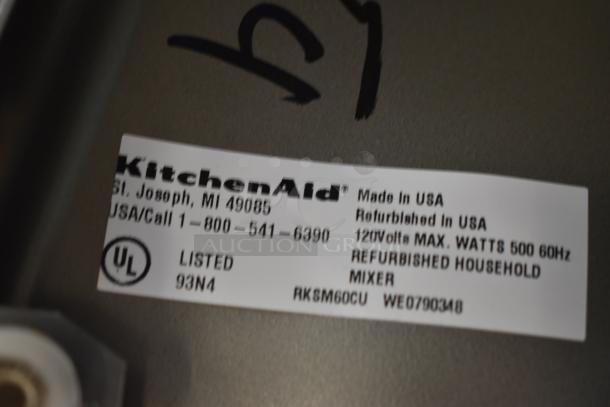 KitchenAid®
St. Joseph, MI 49085
USA/Call 1-800-541-6390
UL LISTED
93N4
Made in USA
Refurbished in USA
120Volts MAX. WATTS 500 60Hz
REFURBISHED HOUSEHOLD
MIXER
RKSM60CU WE0790348
AUCTION GROUP